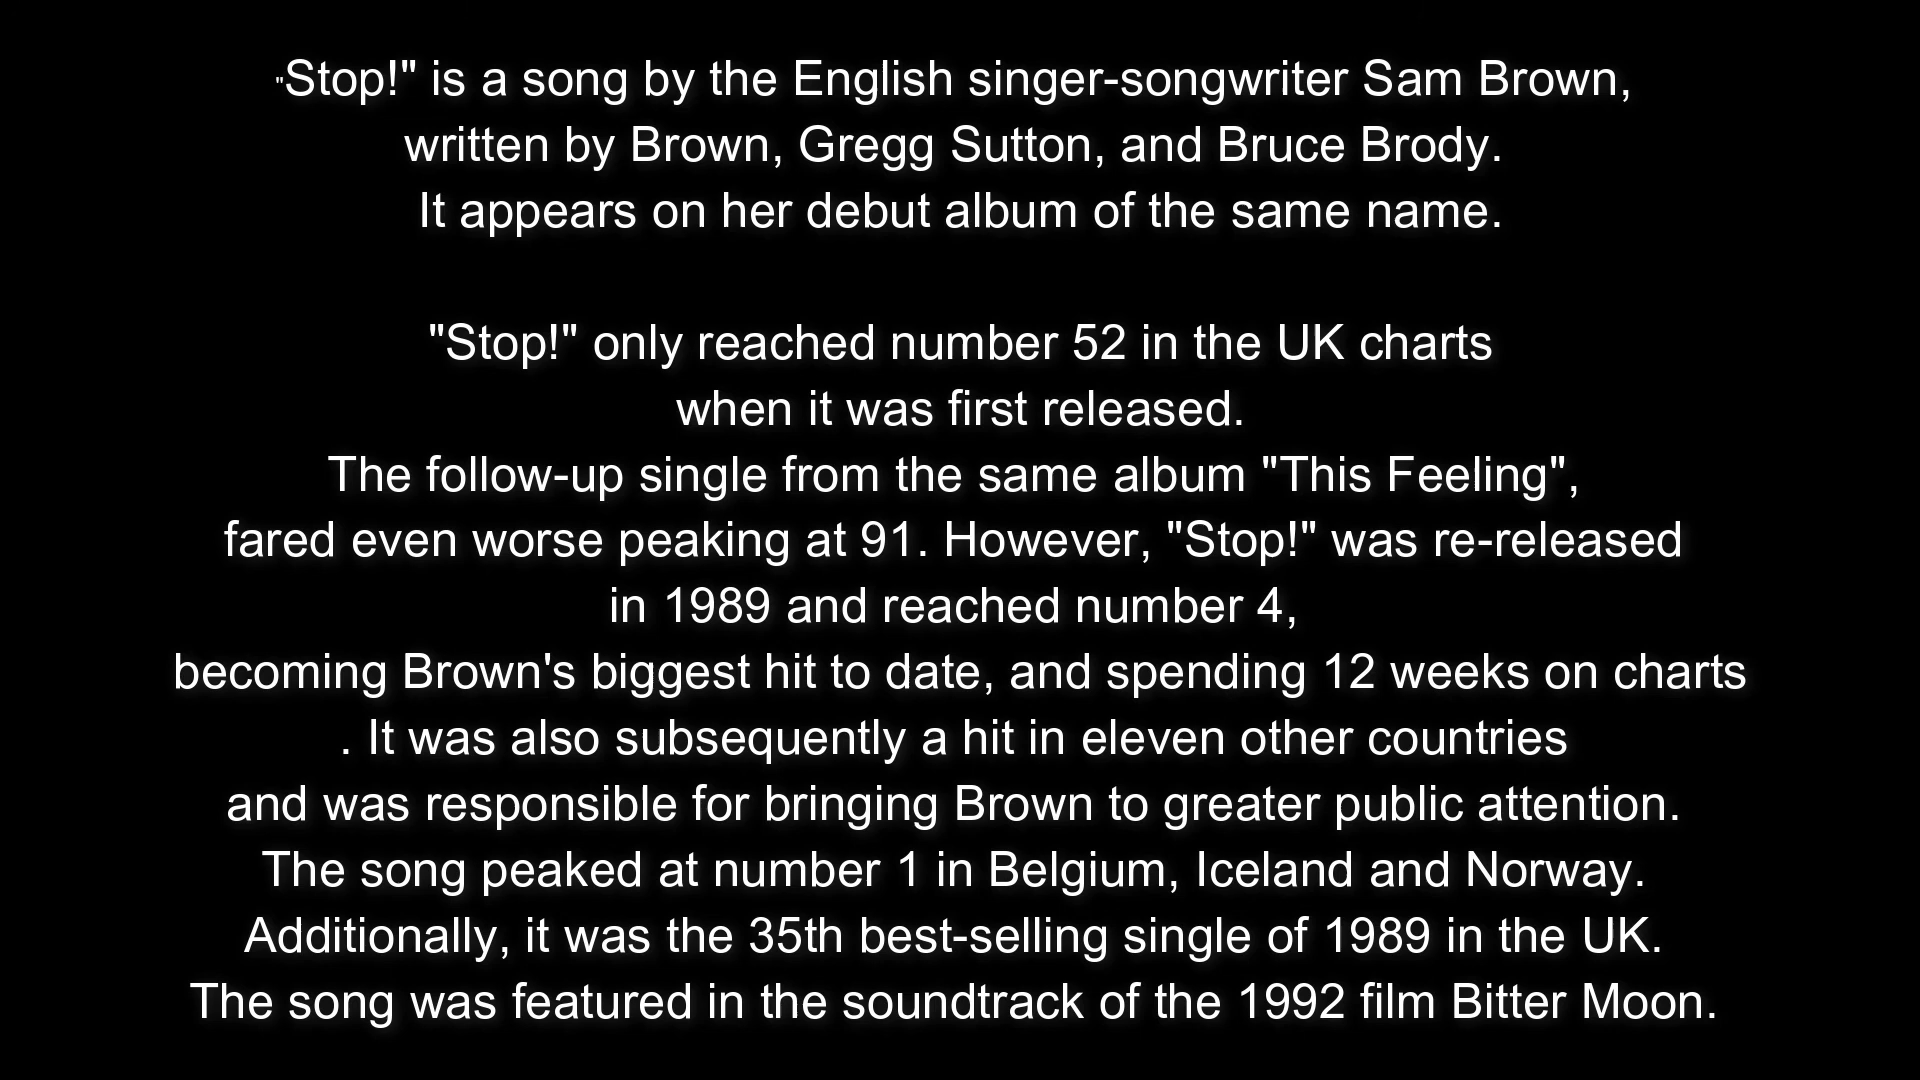 "Stop!" is a song by the English singer-songwriter Sam Brown,
written by Brown, Gregg Sutton, and Bruce Brody.
It appears on her debut album of the same name.
"Stop!" only reached number 52 in the UK charts
when it was first released.
The follow-up single from the same album "This Feeling",
fared even worse peaking at 91. However, "Stop!" was re-released
in 1989 and reached number 4,
becoming Brown's biggest hit to date, and spending 12 weeks on charts
. It was also subsequently a hit in eleven other countries
and was responsible for bringing Brown to greater public attention.
The song peaked at number 1 in Belgium, Iceland and Norway.
Additionally, it was the 35th best-selling single of 1989 in the UK.
The song was featured in the soundtrack of the 1992 film Bitter Moon.